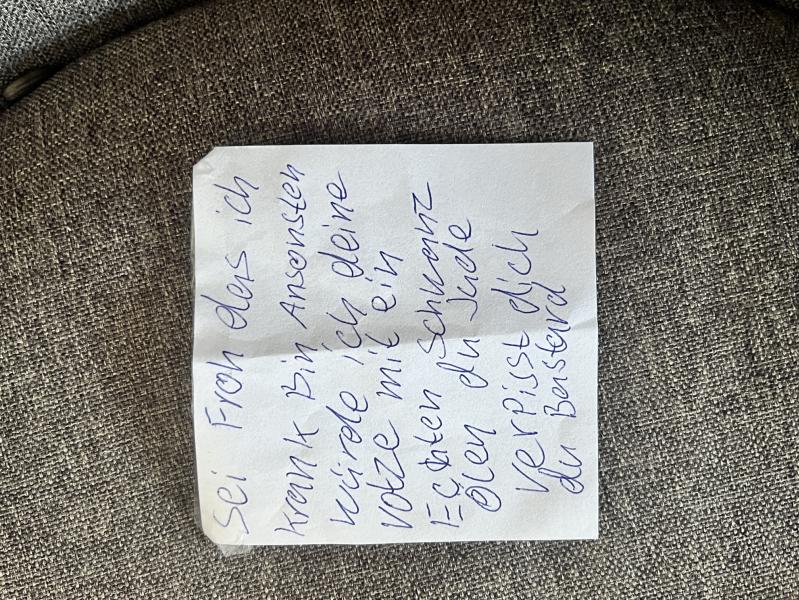 sei Froh das ich
krank Bin Ansonsten
würde ich deine
votze mit ein
Echten Schwanz
ölen du Jude
verpisst dich
du Bastard